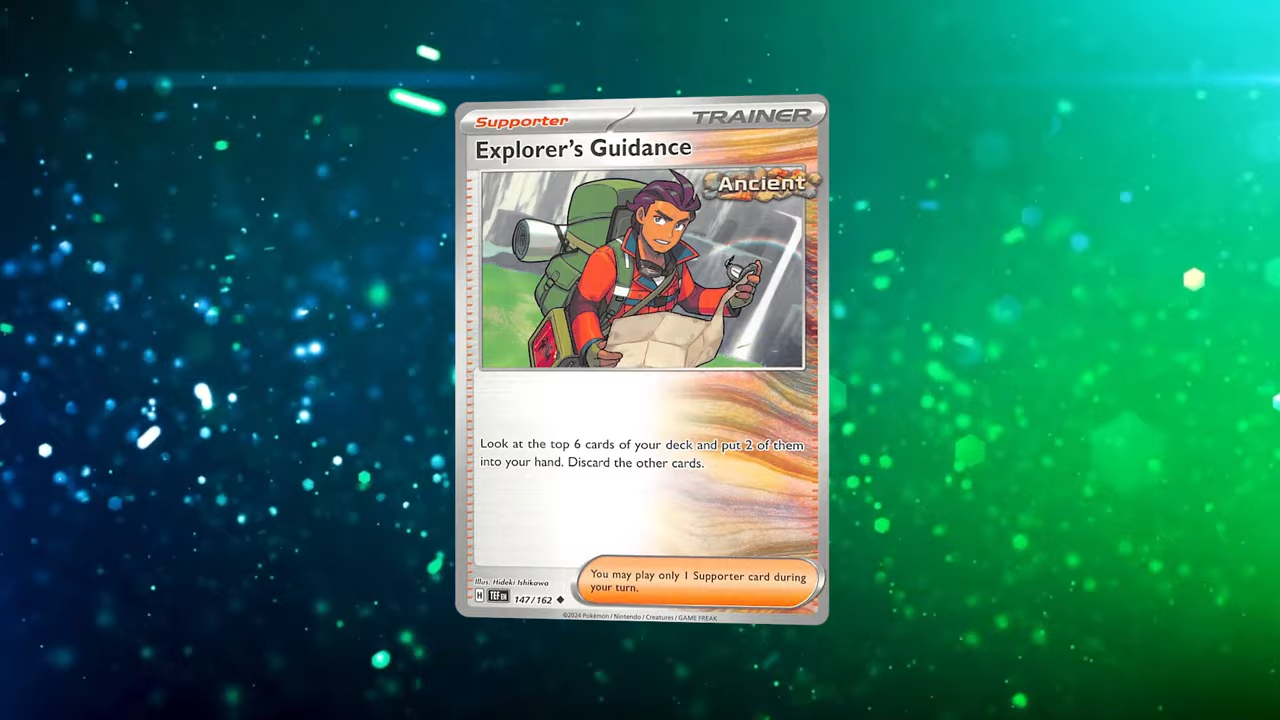 Supporter TRAINER
Explorer's Guidance
Ancient
Look at the top 6 cards of your deck and put 2 of them
into your hand. Discard the other cards.
You may play only 1 Supporter card during
your turn.
Illus. Hideki Ishikawa
H TEF EN 147/162
©2024 Pokémon / Nintendo / Creatures / GAME FREAK